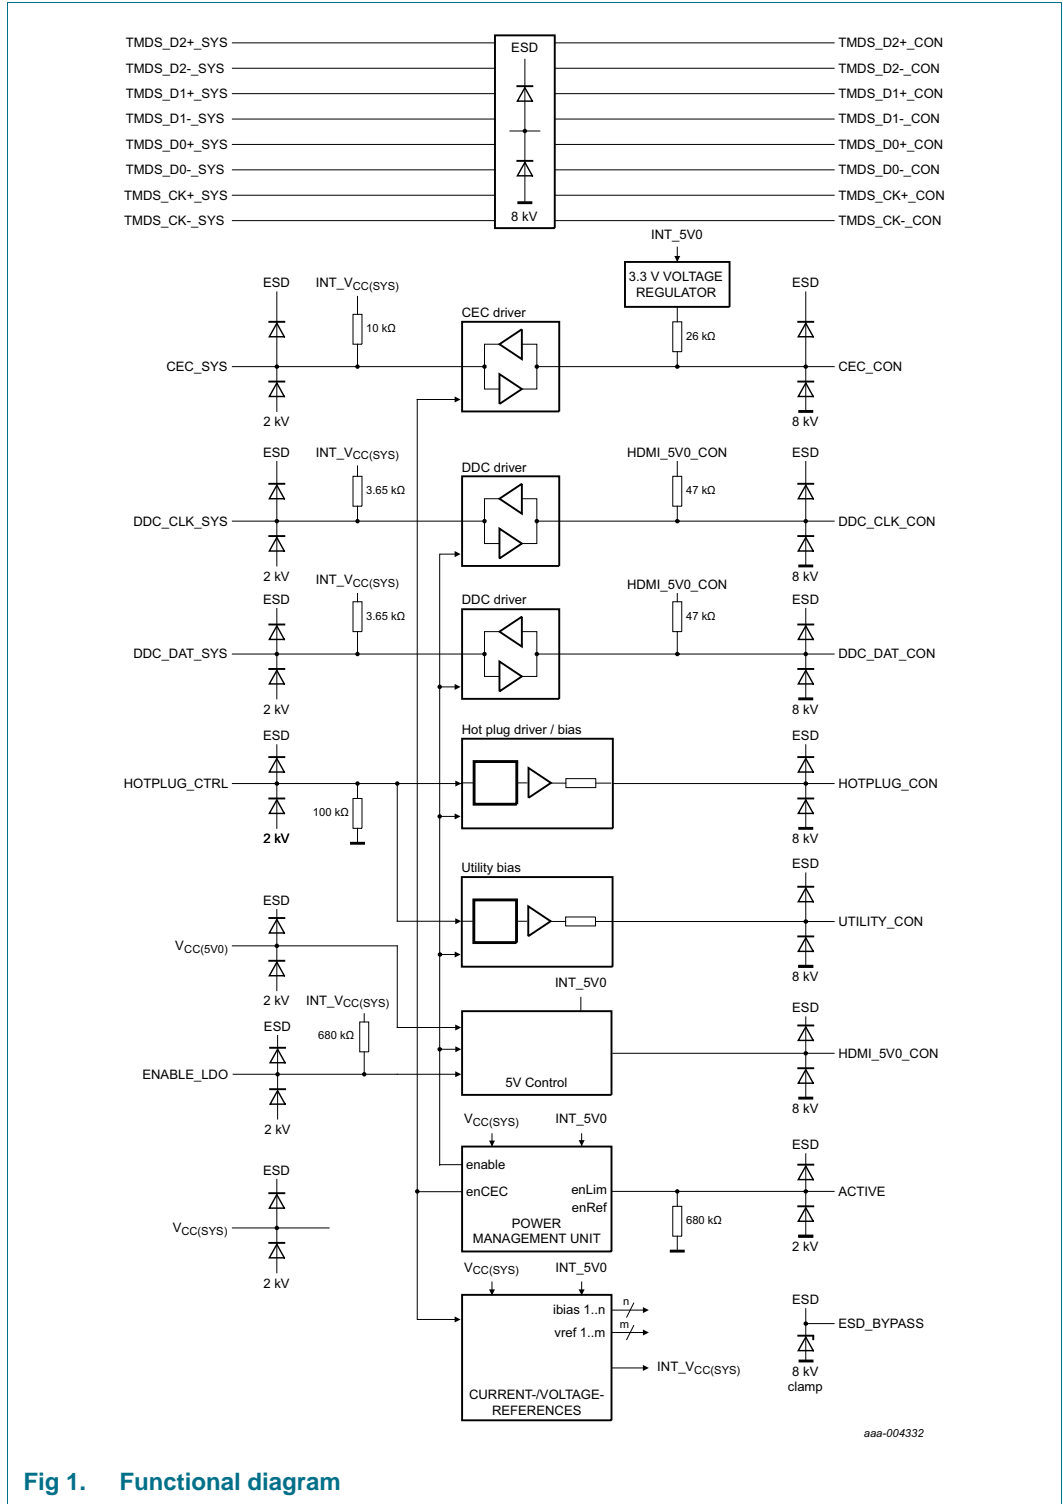 TMDS_D2+_SYS ESD TMDS_D2+_CON
TMDS_D2-_SYS TMDS_D2-_CON
TMDS_D1+_SYS TMDS_D1+_CON
TMDS_D1-_SYS TMDS_D1-_CON
TMDS_D0+_SYS TMDS_D0+_CON
TMDS_D0-_SYS TMDS_D0-_CON
TMDS_CK+_SYS TMDS_CK+_CON
TMDS_CK-_SYS 8 kV TMDS_CK-_CON
INT_5V0
3.3 V VOLTAGE
REGULATOR
ESD INT_VCC(SYS) ESD
CEC driver
10 kΩ 26 kΩ
CEC_SYS CEC_CON
2 kV 8 kV
ESD INT_VCC(SYS) HDMI_5V0_CON ESD
DDC driver
3.65 kΩ 47 kΩ
DDC_CLK_SYS DDC_CLK_CON
2 kV 8 kV
INT_VCC(SYS) HDMI_5V0_CON
ESD DDC driver ESD
3.65 kΩ 47 kΩ
DDC_DAT_SYS DDC_DAT_CON
2 kV 8 kV
ESD Hot plug driver / bias ESD
HOTPLUG_CTRL HOTPLUG_CON
100 kΩ
2 kV 8 kV
Utility bias ESD
ESD UTILITY_CON
VCC(5V0)
2 kV 8 kV
INT_VCC(SYS) INT_5V0
ESD 680 kΩ ESD
HDMI_5V0_CON
ENABLE_LDO 5V Control
2 kV 8 kV
VCC(SYS) INT_5V0
ESD enable ESD
enCEC enLim ACTIVE
enRef
680 kΩ
VCC(SYS) POWER
MANAGEMENT UNIT
2 kV 2 kV
VCC(SYS) INT_5V0
ibias 1..n n ESD
vref 1..m m ESD_BYPASS
INT_VCC(SYS) 8 kV
clamp
CURRENT-/VOLTAGE-
REFERENCES
aaa-004332
Fig 1. Functional diagram